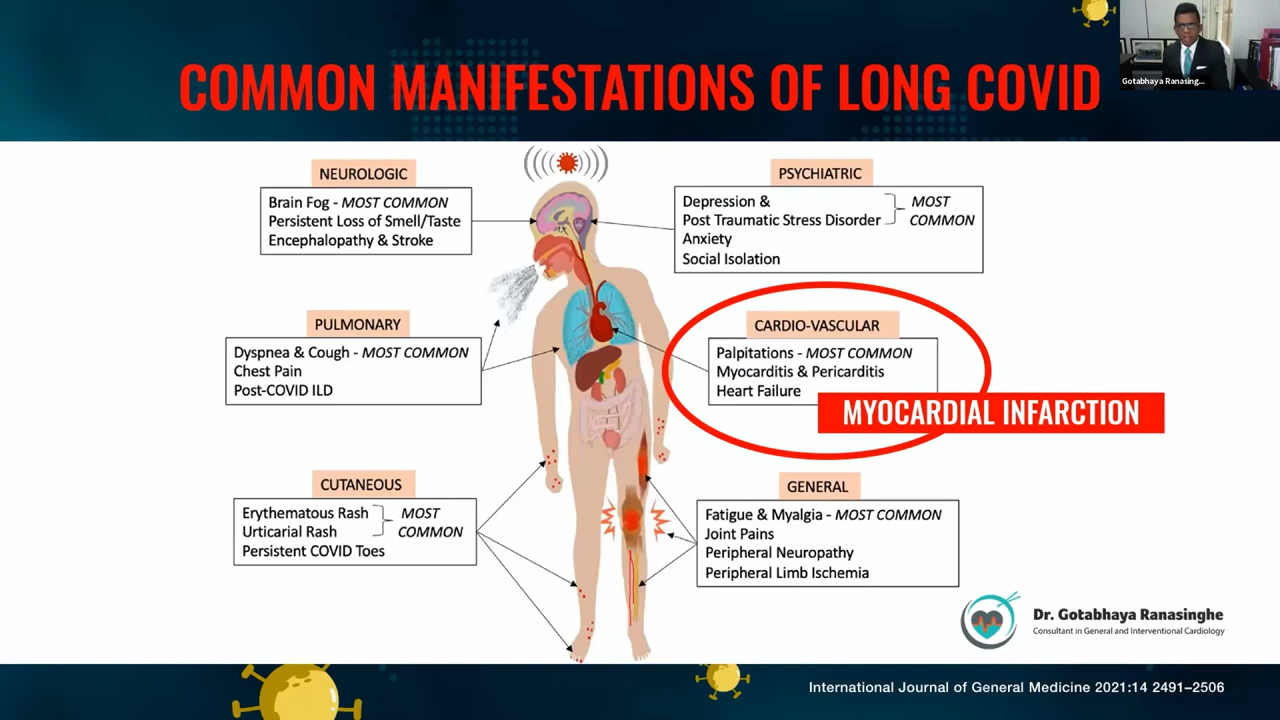 COMMON MANIFESTATIONS OF LONG COVID
Gotabhaya Ranasing...
NEUROLOGIC
Brain Fog - MOST COMMON
Persistent Loss of Smell/Taste
Encephalopathy & Stroke
PSYCHIATRIC
Depression &
Post Traumatic Stress Disorder
MOST
COMMON
Anxiety
Social Isolation
PULMONARY
Dyspnea & Cough - MOST COMMON
Chest Pain
Post-COVID ILD
CARDIO-VASCULAR
Palpitations - MOST COMMON
Myocarditis & Pericarditis
Heart Failure
MYOCARDIAL INFARCTION
CUTANEOUS
Erythematous Rash
Urticarial Rash
MOST
COMMON
Persistent COVID Toes
GENERAL
Fatigue & Myalgia - MOST COMMON
Joint Pains
Peripheral Neuropathy
Peripheral Limb Ischemia
Dr. Gotabhaya Ranasinghe
Consultant in General and Interventional Cardiology
International Journal of General Medicine 2021:14 2491–2506